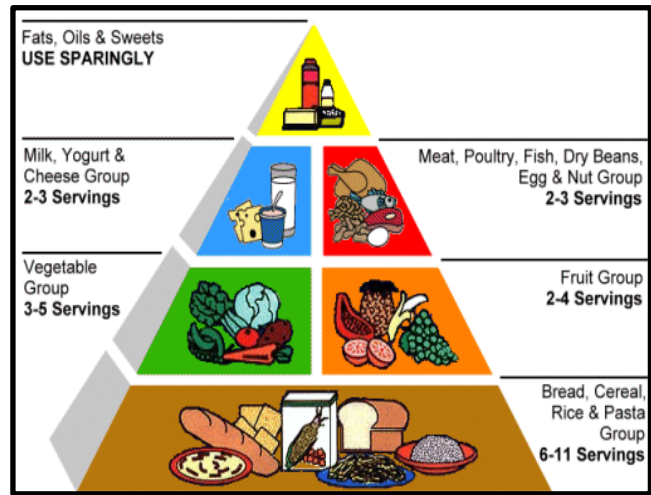 Fats, Oils & Sweets
USE SPARINGLY
Milk, Yogurt &
Cheese Group
2-3 Servings
Meat, Poultry, Fish, Dry Beans,
Egg & Nut Group
2-3 Servings
Vegetable
Group
3-5 Servings
Fruit Group
2-4 Servings
Bread, Cereal,
Rice & Pasta
Group
6-11 Servings